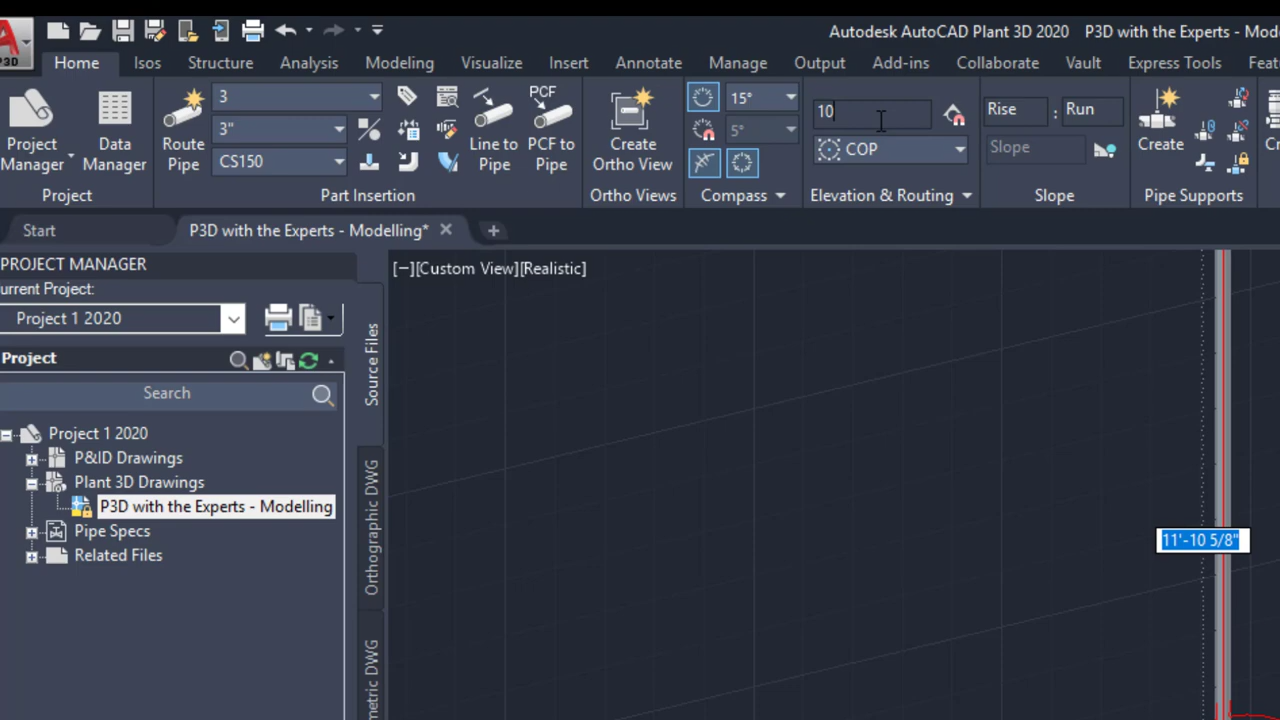 Autodesk AutoCAD Plant 3D 2020 P3D with the Experts - Mode
P3D
Home Isos Structure Analysis Modeling Visualize Insert Annotate Manage Output Add-ins Collaborate Vault Express Tools Feat
Project
Manager
Data
Manager
Project
Route
Pipe
3
3"
CS150
Line to
Pipe
PCF
PCF to
Pipe
Part Insertion
Create
Ortho View
Ortho Views
15°
5°
Compass
10
COP
Elevation & Routing
Rise : Run
Slope
Slope
Create
Pipe Supports
Start P3D with the Experts - Modelling*
PROJECT MANAGER
urrent Project:
Project 1 2020
Project
Search
Project 1 2020
P&ID Drawings
Plant 3D Drawings
P3D with the Experts - Modelling
Pipe Specs
Related Files
Source Files
Orthographic DWG
metric DWG
[−][Custom View][Realistic]
11'-10 5/8"